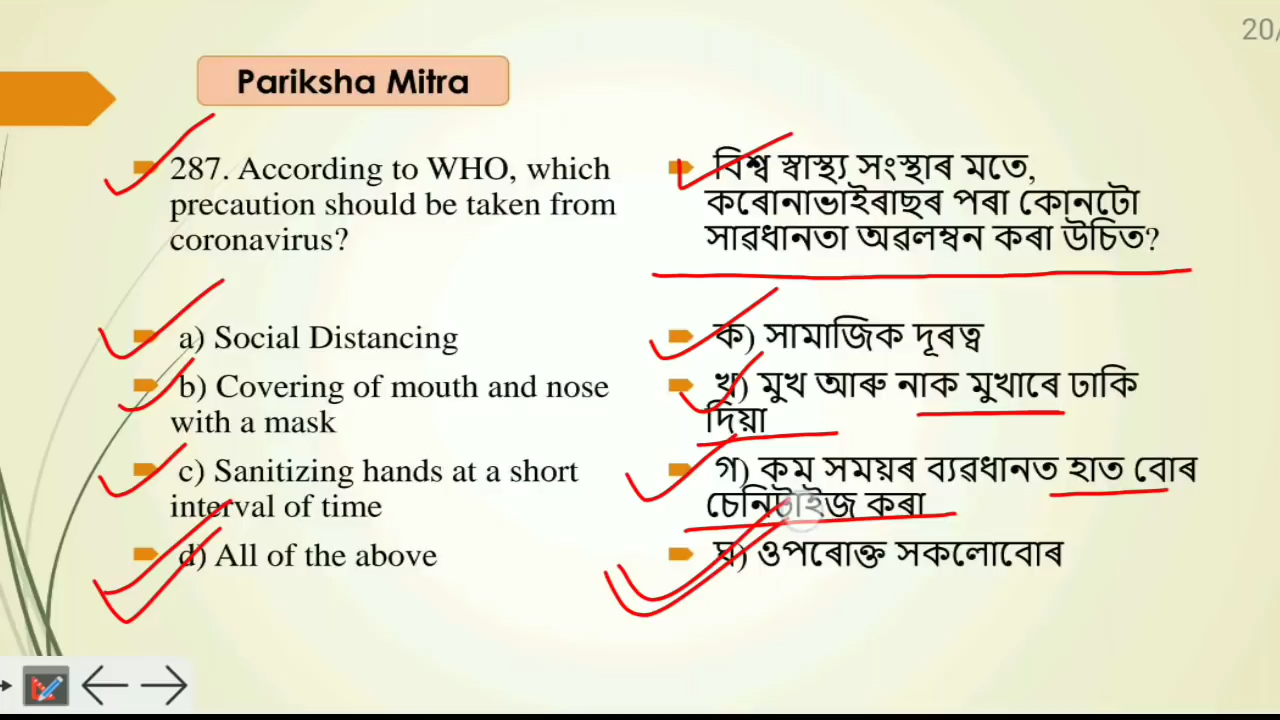 20/
Pariksha Mitra
287. According to WHO, which
precaution should be taken from
coronavirus?
a) Social Distancing
b) Covering of mouth and nose
with a mask
c) Sanitizing hands at a short
interval of time
d) All of the above
বিশ্ব স্বাস্থ্য সংস্থাৰ মতে,
কৰোনাভাইৰাছৰ পৰা কোনটো
সাৱধানতা অৱলম্বন কৰা উচিত?
ক) সামাজিক দূৰত্ব
খ) মুখ আৰু নাক মুখাৰে ঢাকি
দিয়া
গ) কম সময়ৰ ব্যৱধানত হাত বোৰ
চেনিটাইজ কৰা
ঘ) ওপৰোক্ত সকলোবোৰ